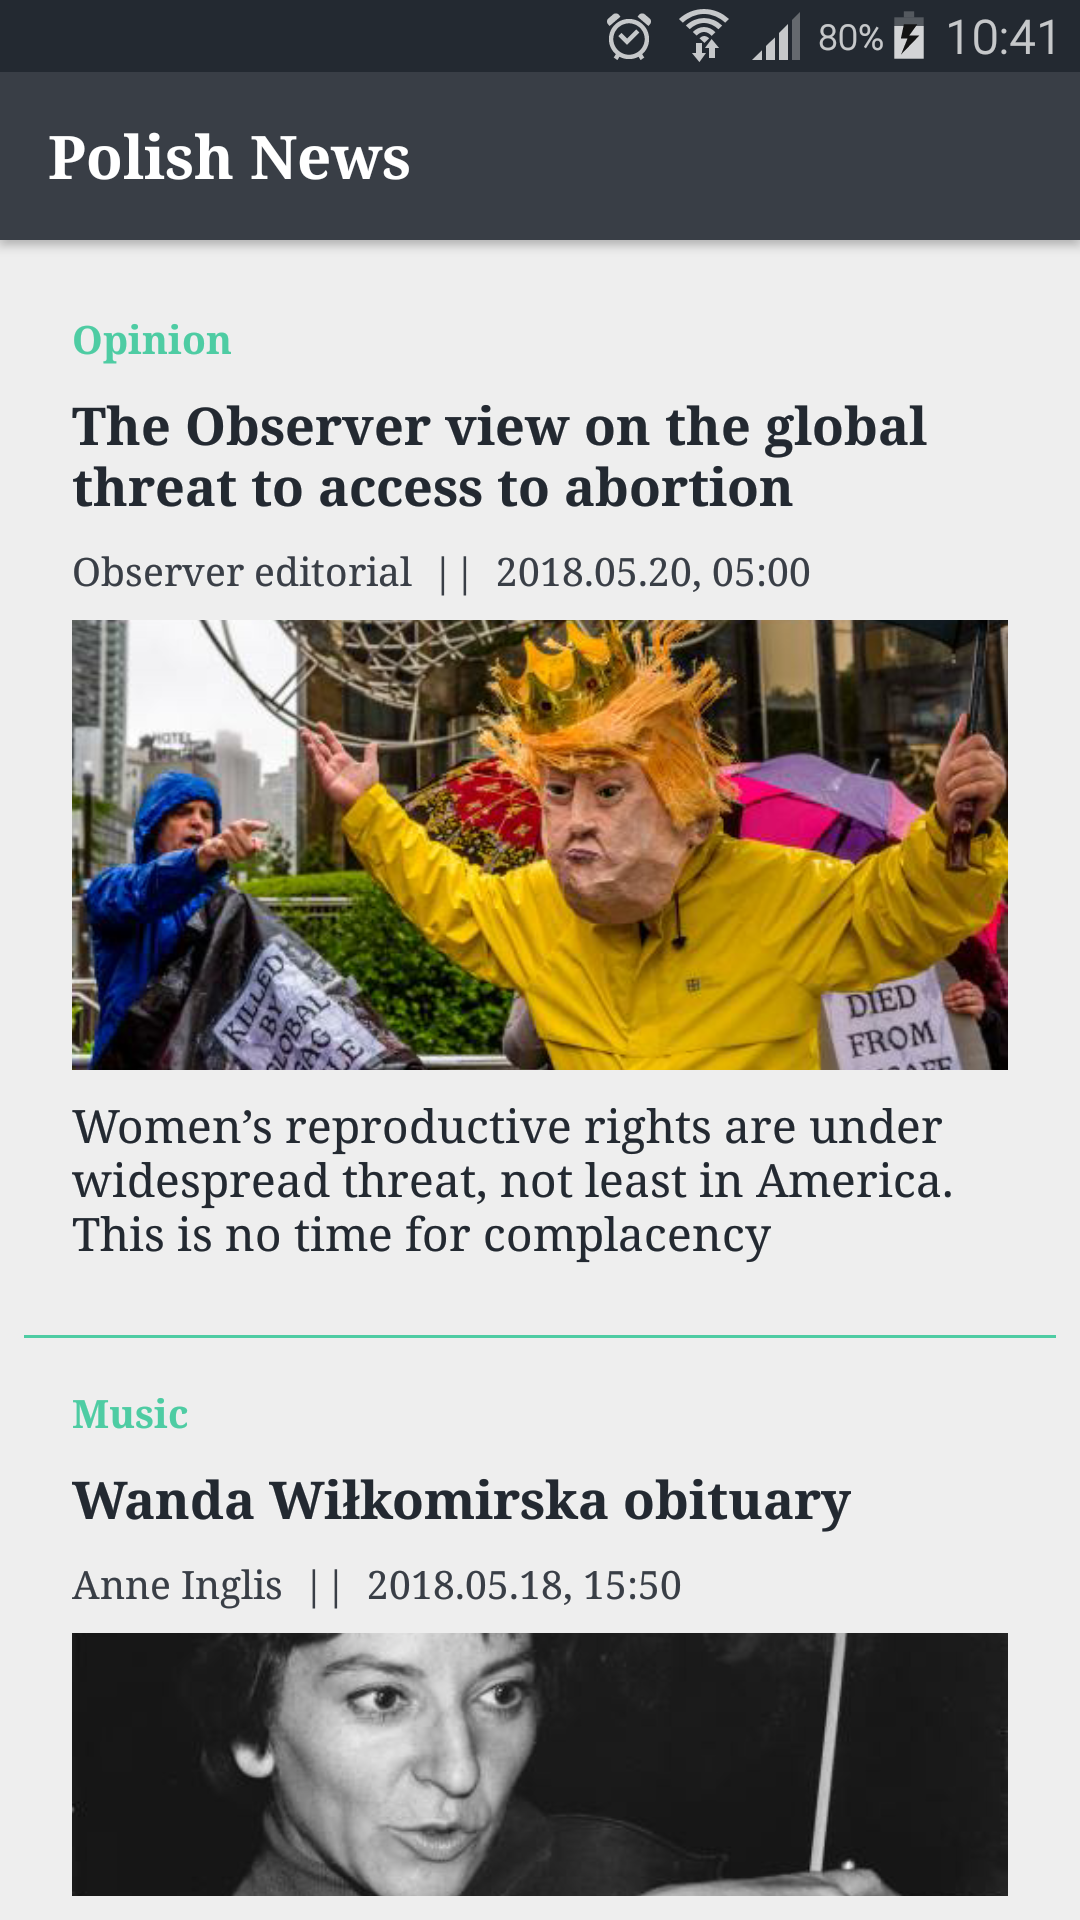 80% 10:41
Polish News
Opinion
The Observer view on the global
threat to access to abortion
Observer editorial || 2018.05.20, 05:00
HOTEL
KILLED
BY
GLOBAL
GAG
DIED
FROM
Women’s reproductive rights are under
widespread threat, not least in America.
This is no time for complacency
Music
Wanda Wiłkomirska obituary
Anne Inglis || 2018.05.18, 15:50